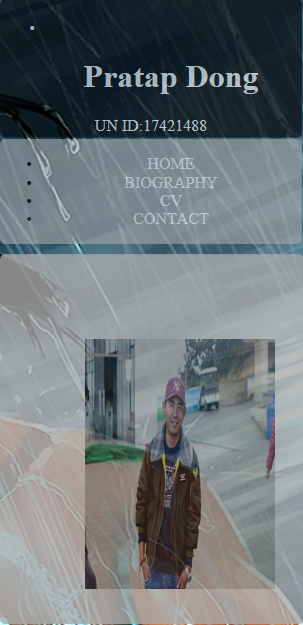 Pratap Dong
UN ID:17421488
HOME
BIOGRAPHY
CV
CONTACT